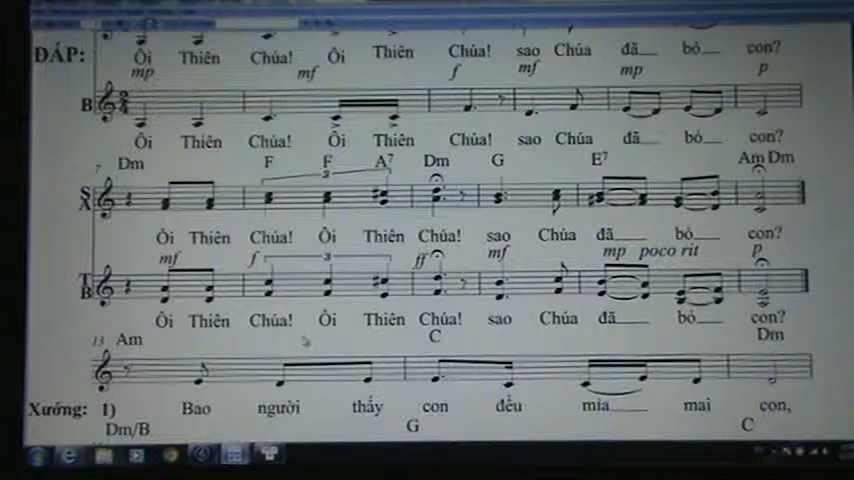 ĐÁP: Ôi Thiên Chúa! Ôi Thiên Chúa! sao Chúa đã bỏ con?
mp mf f mf mp p
B
Ôi Thiên Chúa! Ôi Thiên Chúa! sao Chúa đã bỏ con?
7 Dm F F A7 Dm G E7 Am Dm
3
S
A
Ôi Thiên Chúa! Ôi Thiên Chúa! sao Chúa đã bỏ con?
mf f 3 ff mf mp poco rit p
T
B
Ôi Thiên Chúa! Ôi Thiên Chúa! sao Chúa đã bỏ con?
13 Am C Dm
Xướng: 1) Bao người thấy con đều mỉa mai con,
Dm/B G C